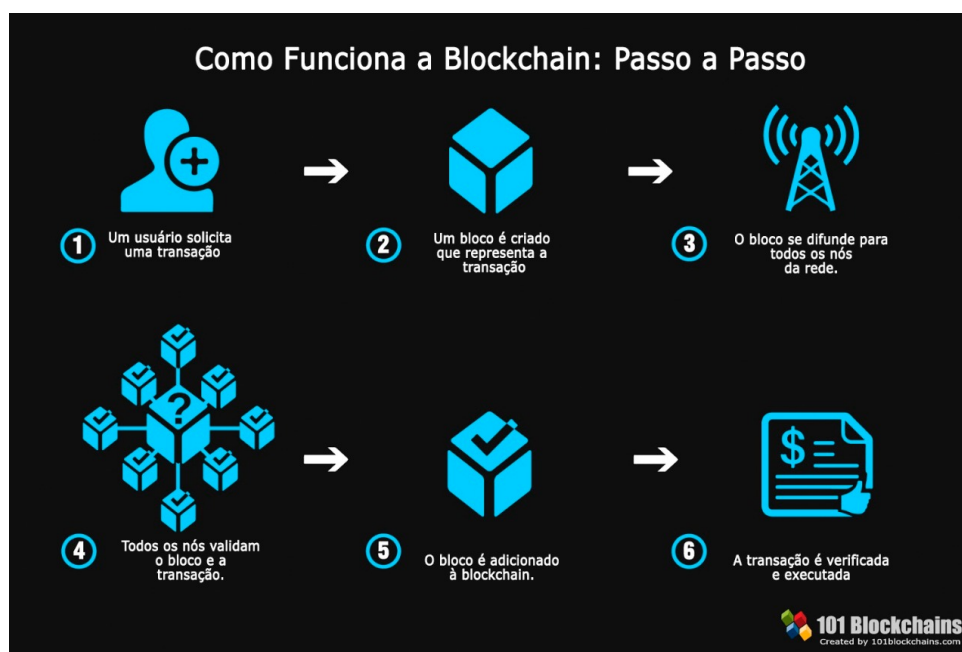 Como Funciona a Blockchain: Passo a Passo
1
Um usuário solicita
uma transação
2
Um bloco é criado
que representa a
transação
3
O bloco se difunde para
todos os nós
da rede.
?
4
Todos os nós validam
o bloco e a
transação.
5
O bloco é adicionado
à blockchain.
$
6
A transação é verificada
e executada
101 Blockchains
Created by 101blockchains.com